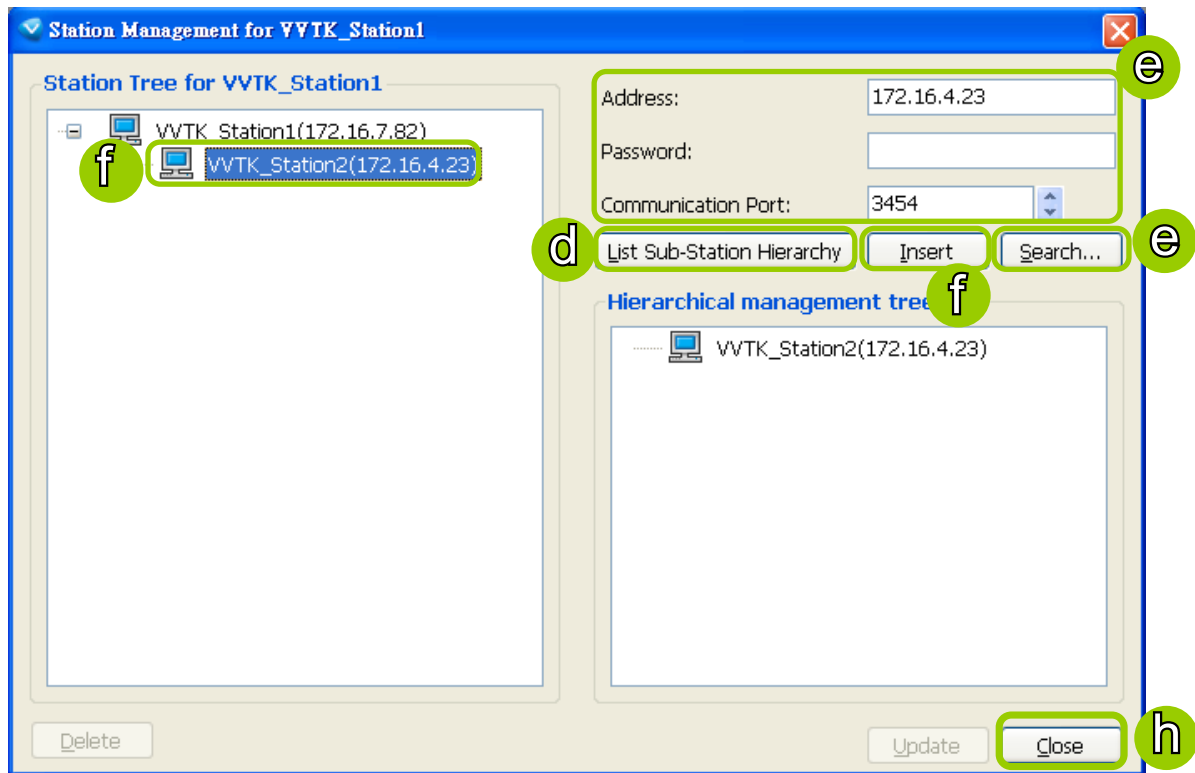 Station Management for VVTK_Station1
e
Station Tree for VVTK_Station1
VVTK_Station1(172.16.7.82)
f
VVTK_Station2(172.16.4.23)
Address:
172.16.4.23
Password:
Communication Port:
3454
d
List Sub-Station Hierarchy
Insert
Search...
e
f
Hierarchical management tree
VVTK_Station2(172.16.4.23)
Delete
Update
Close
h